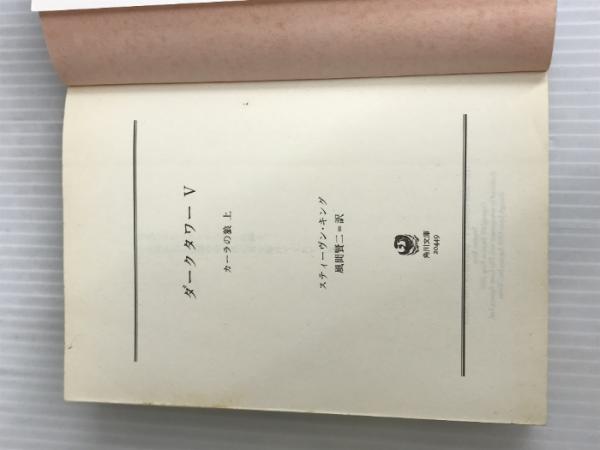 ダークタワー V
カーラの狼 上
スティーヴン・キング
風間賢二=訳
角川文庫
20449